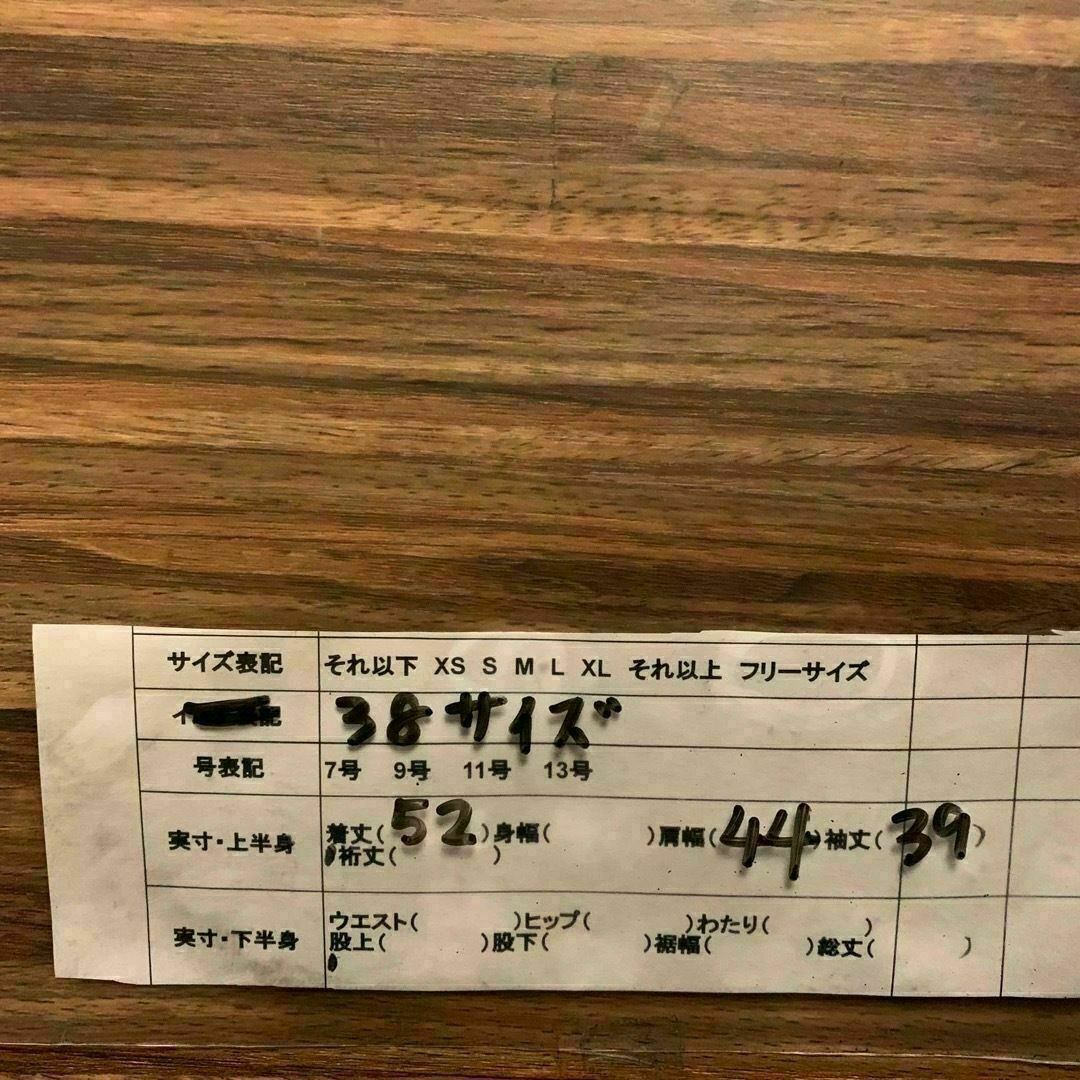 サイズ表記 それ以下 XS S M L XL それ以上 フリーサイズ
表記 38サイズ
号表記 7号 9号 11号 13号
実寸・上半身 着丈(52)身幅( )肩幅(44)袖丈(39)
裄丈( )
実寸・下半身 ウエスト( )ヒップ( )わたり( )
股上( )股下( )裾幅( )総丈( )